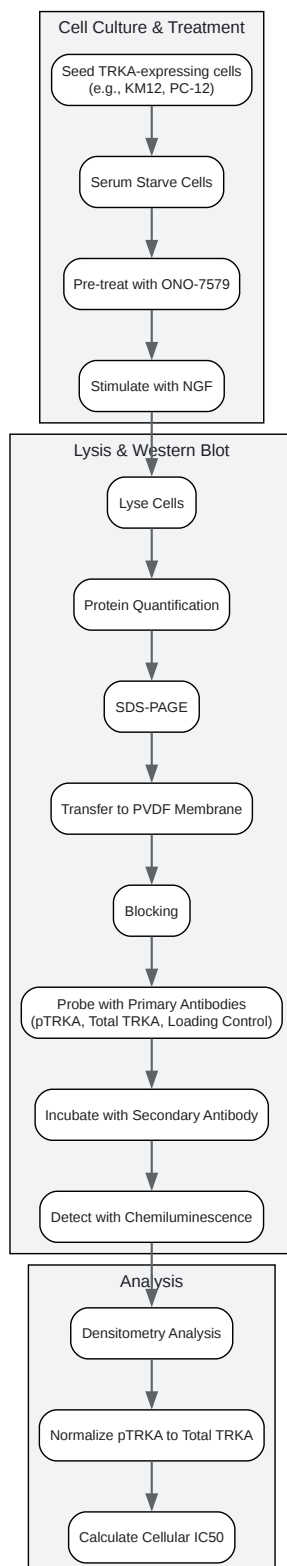 Cell Culture & Treatment
Seed TRKA-expressing cells
(e.g., KM12, PC-12)
Serum Starve Cells
Pre-treat with ONO-7579
Stimulate with NGF
Lysis & Western Blot
Lyse Cells
Protein Quantification
SDS-PAGE
Transfer to PVDF Membrane
Blocking
Probe with Primary Antibodies
(pTRKA, Total TRKA, Loading Control)
Incubate with Secondary Antibody
Detect with Chemiluminescence
Analysis
Densitometry Analysis
Normalize pTRKA to Total TRKA
Calculate Cellular IC50